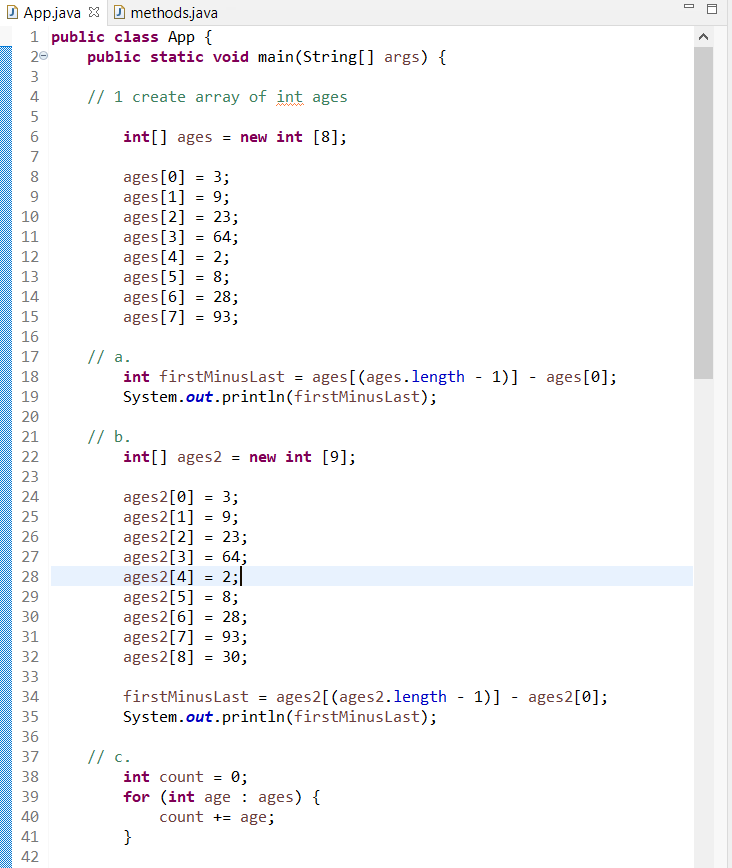 App.java methods.java
1 public class App {
2 public static void main(String[] args) {
3
4 // 1 create array of int ages
5
6 int[] ages = new int [8];
7
8 ages[0] = 3;
9 ages[1] = 9;
10 ages[2] = 23;
11 ages[3] = 64;
12 ages[4] = 2;
13 ages[5] = 8;
14 ages[6] = 28;
15 ages[7] = 93;
16
17 // a.
18 int firstMinusLast = ages[(ages.length - 1)] - ages[0];
19 System.out.println(firstMinusLast);
20
21 // b.
22 int[] ages2 = new int [9];
23
24 ages2[0] = 3;
25 ages2[1] = 9;
26 ages2[2] = 23;
27 ages2[3] = 64;
28 ages2[4] = 2;
29 ages2[5] = 8;
30 ages2[6] = 28;
31 ages2[7] = 93;
32 ages2[8] = 30;
33
34 firstMinusLast = ages2[(ages2.length - 1)] - ages2[0];
35 System.out.println(firstMinusLast);
36
37 // c.
38 int count = 0;
39 for (int age : ages) {
40 count += age;
41 }
42